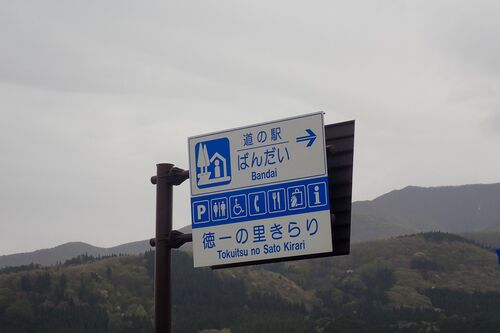 道の駅
ばんだい
Bandai
P i
徳一の里きらり
Tokuitsu no Sato Kirari